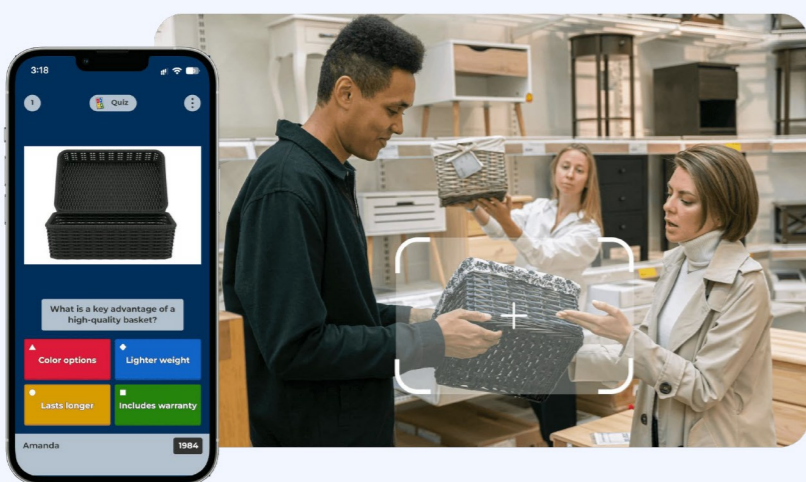 3:18
1
Quiz
What is a key advantage of a
high-quality basket?
Color options
Lighter weight
Lasts longer
Includes warranty
Amanda
1984